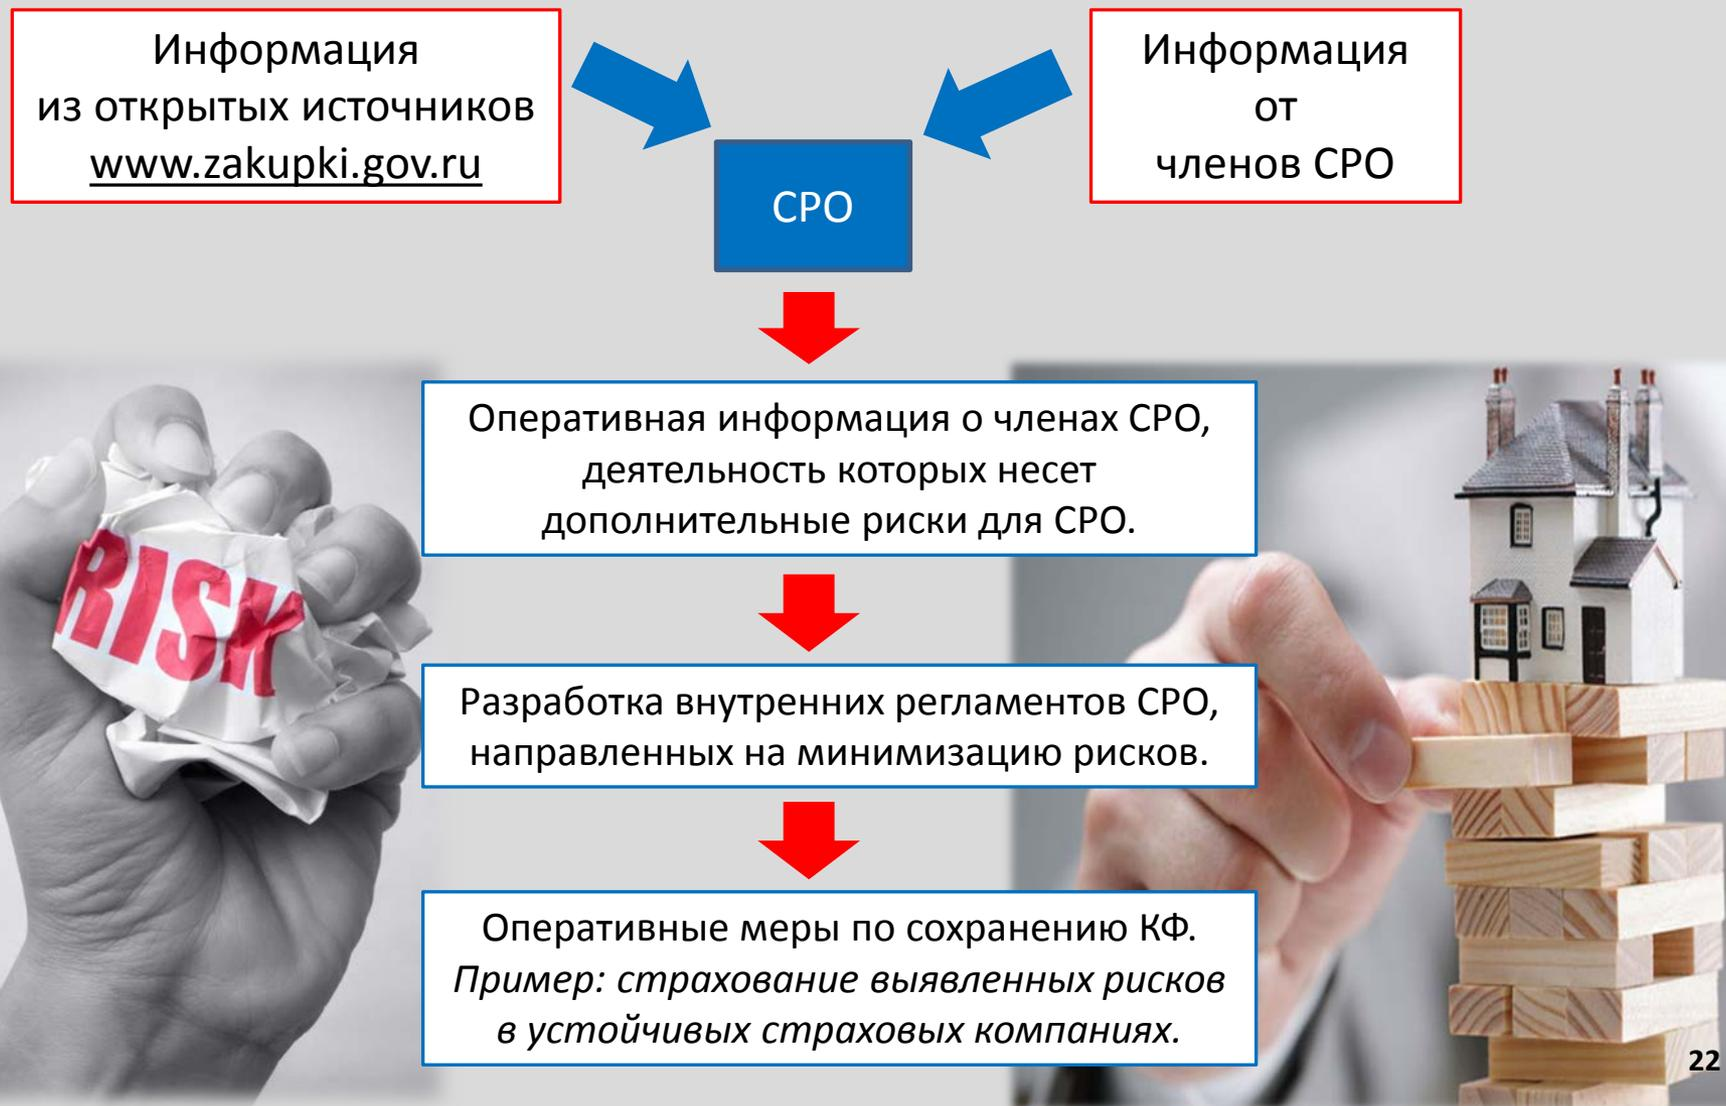 Информация
из открытых источников
www.zakupki.gov.ru
Информация
от
членов СРО
СРО
Оперативная информация о членах СРО,
деятельность которых несет
дополнительные риски для СРО.
RISK
Разработка внутренних регламентов СРО,
направленных на минимизацию рисков.
Оперативные меры по сохранению КФ.
Пример: страхование выявленных рисков
в устойчивых страховых компаниях.
22